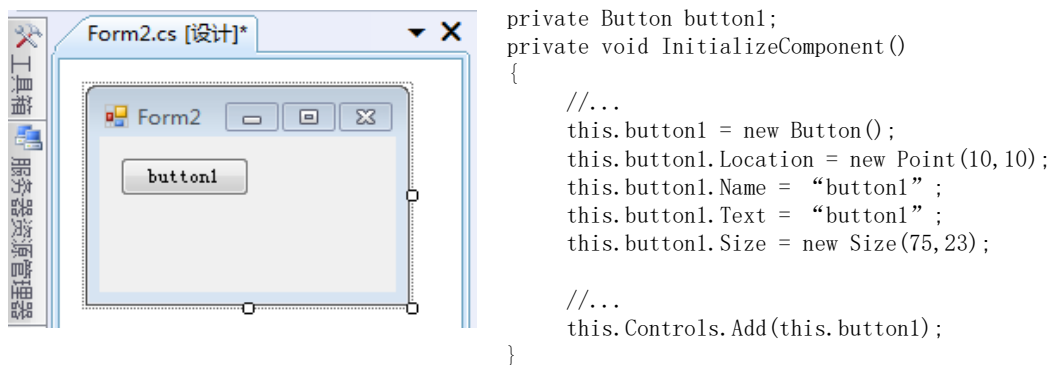 Form2.cs [设计]*
工具箱
服务器资源管理器
Form2
button1
private Button button1;
private void InitializeComponent()
{
//...
this.button1 = new Button();
this.button1.Location = new Point(10,10);
this.button1.Name = “button1”;
this.button1.Text = “button1”;
this.button1.Size = new Size(75,23);
//...
this.Controls.Add(this.button1);
}